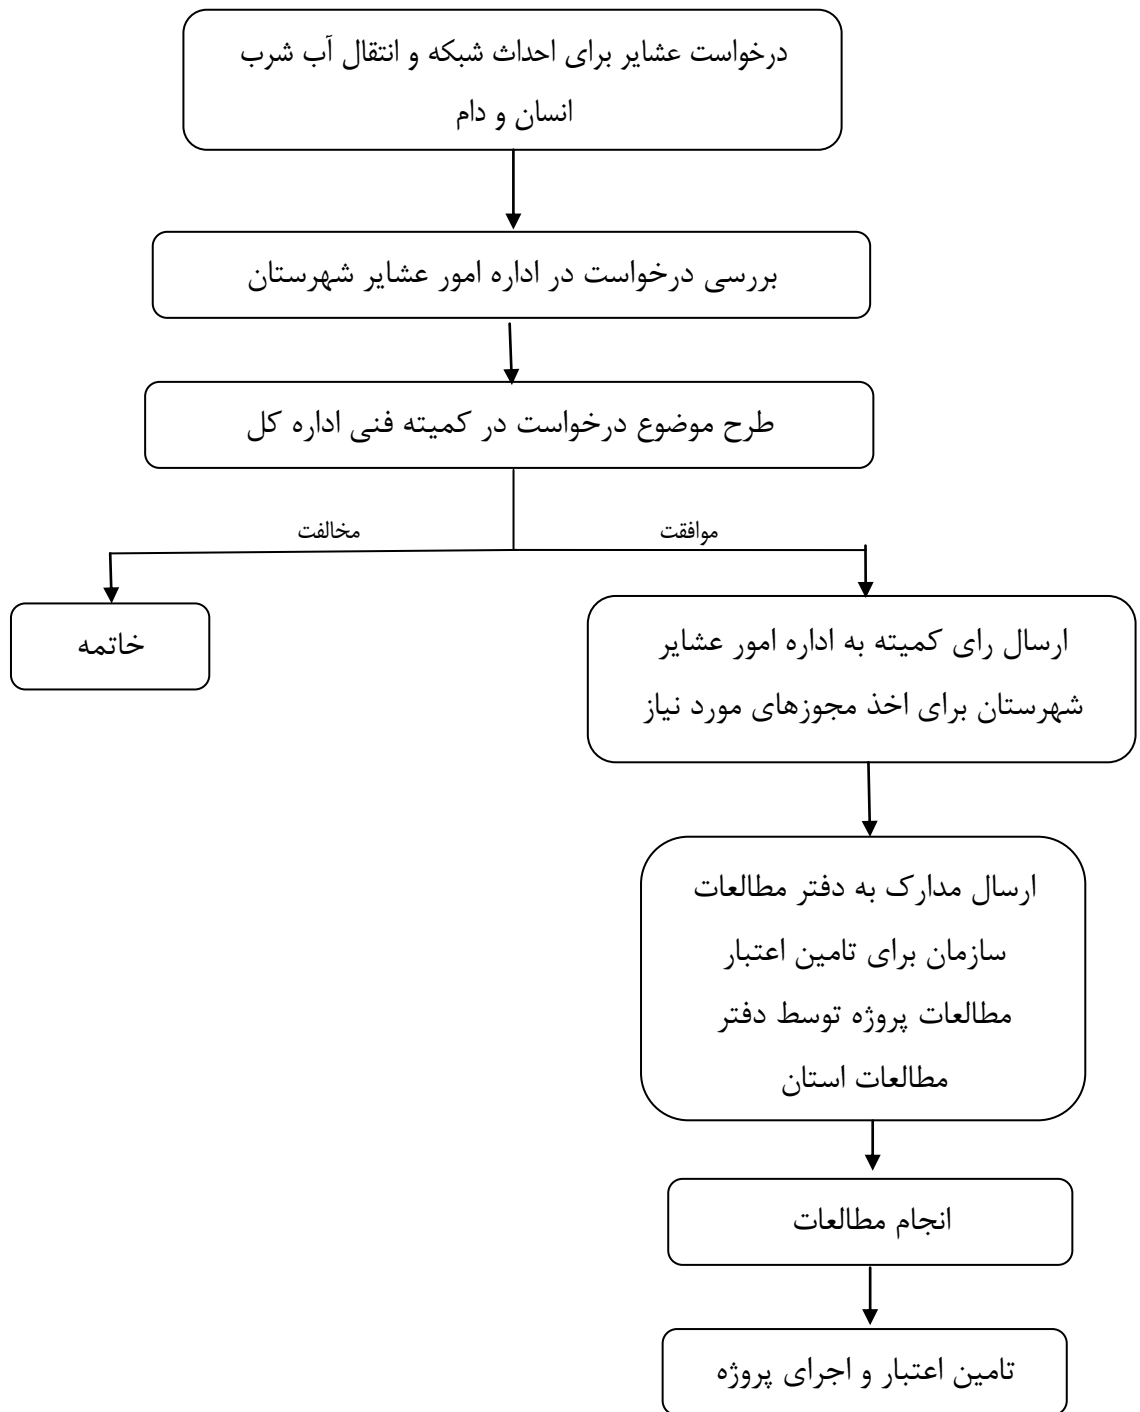 درخواست عشایر برای احداث شبکه و انتقال آب شرب
انسان و دام
بررسی درخواست در اداره امور عشایر شهرستان
طرح موضوع درخواست در کمیته فنی اداره کل
موافقت
مخالفت
ارسال رای کمیته به اداره امور عشایر
شهرستان برای اخذ مجوزهای مورد نیاز
خاتمه
ارسال مدارک به دفتر مطالعات
سازمان برای تامین اعتبار
مطالعات پروژه توسط دفتر
مطالعات استان
انجام مطالعات
تامین اعتبار و اجرای پروژه